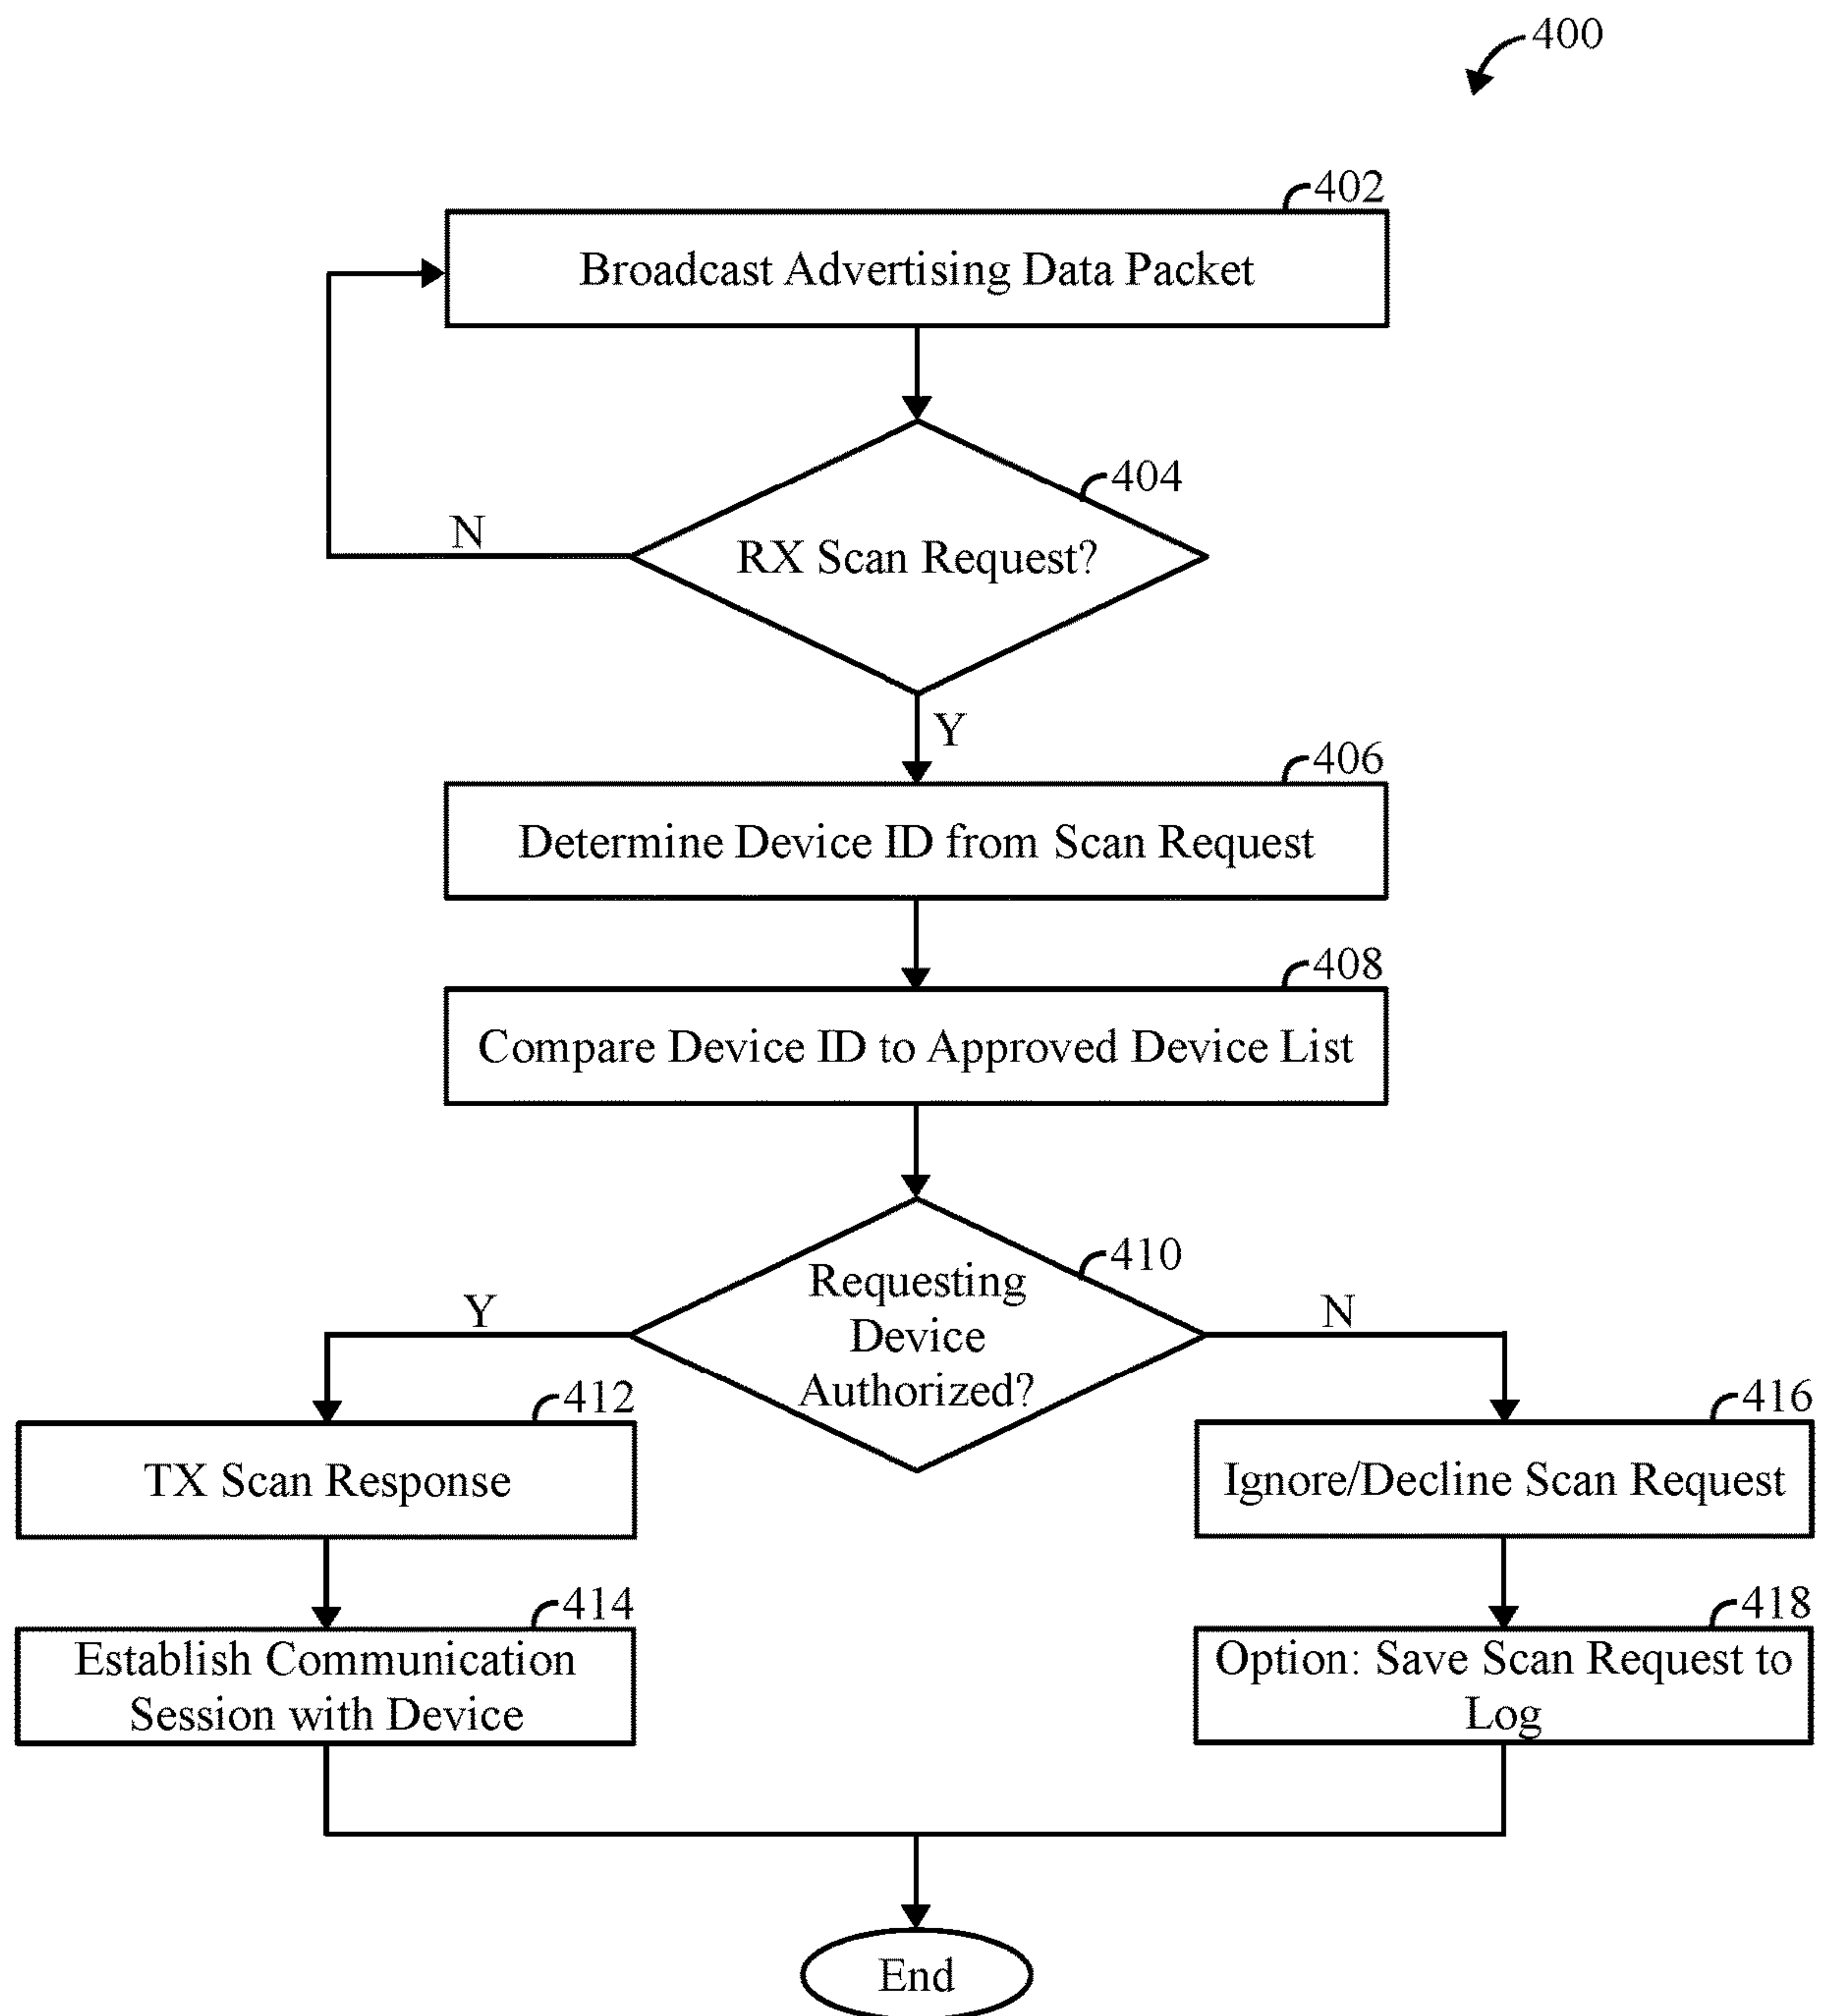 400
402
Broadcast Advertising Data Packet
404
N
RX Scan Request?
Y
406
Determine Device ID from Scan Request
408
Compare Device ID to Approved Device List
410
Requesting
Device
Authorized?
Y
N
412
TX Scan Response
416
Ignore/Decline Scan Request
414
Establish Communication
Session with Device
418
Option: Save Scan Request to
Log
End